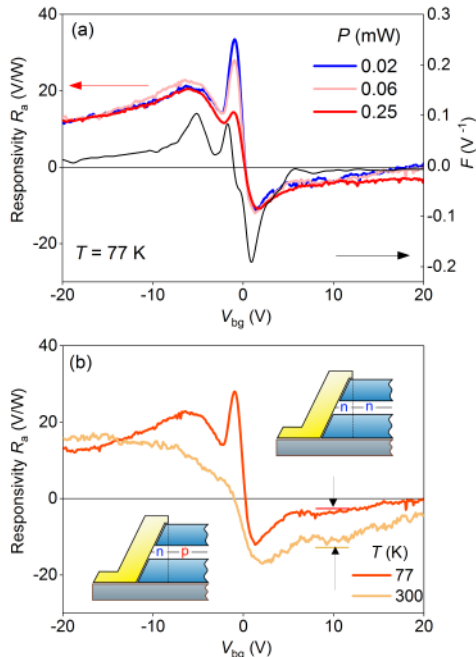 (a)
P (mW)
0.02
0.06
0.25
T = 77 K
Responsivity Rₐ (V/W)
40
20
0
-20
F (V⁻¹)
0.3
0.2
0.1
0.0
-0.1
-0.2
-20 -10 0 10 20
V_bg (V)
(b)
n n
n p
T (K)
77
300
Responsivity Rₐ (V/W)
40
20
0
-20
-20 -10 0 10 20
V_bg (V)